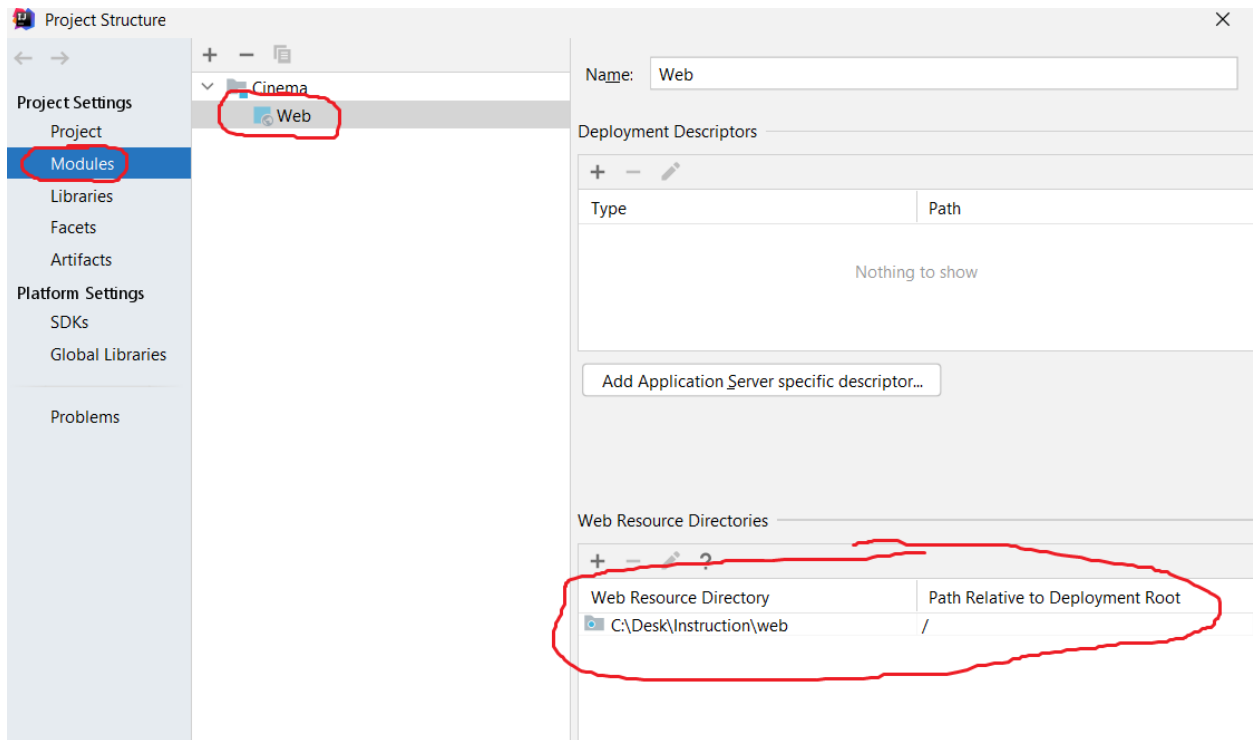 Project Structure
Project Settings
Project
Modules
Libraries
Facets
Artifacts
Platform Settings
SDKs
Global Libraries
Problems
Cinema
Web
Name: Web
Deployment Descriptors
Type Path
Nothing to show
Add Application Server specific descriptor...
Web Resource Directories
Web Resource Directory Path Relative to Deployment Root
C:\Desk\Instruction\web /